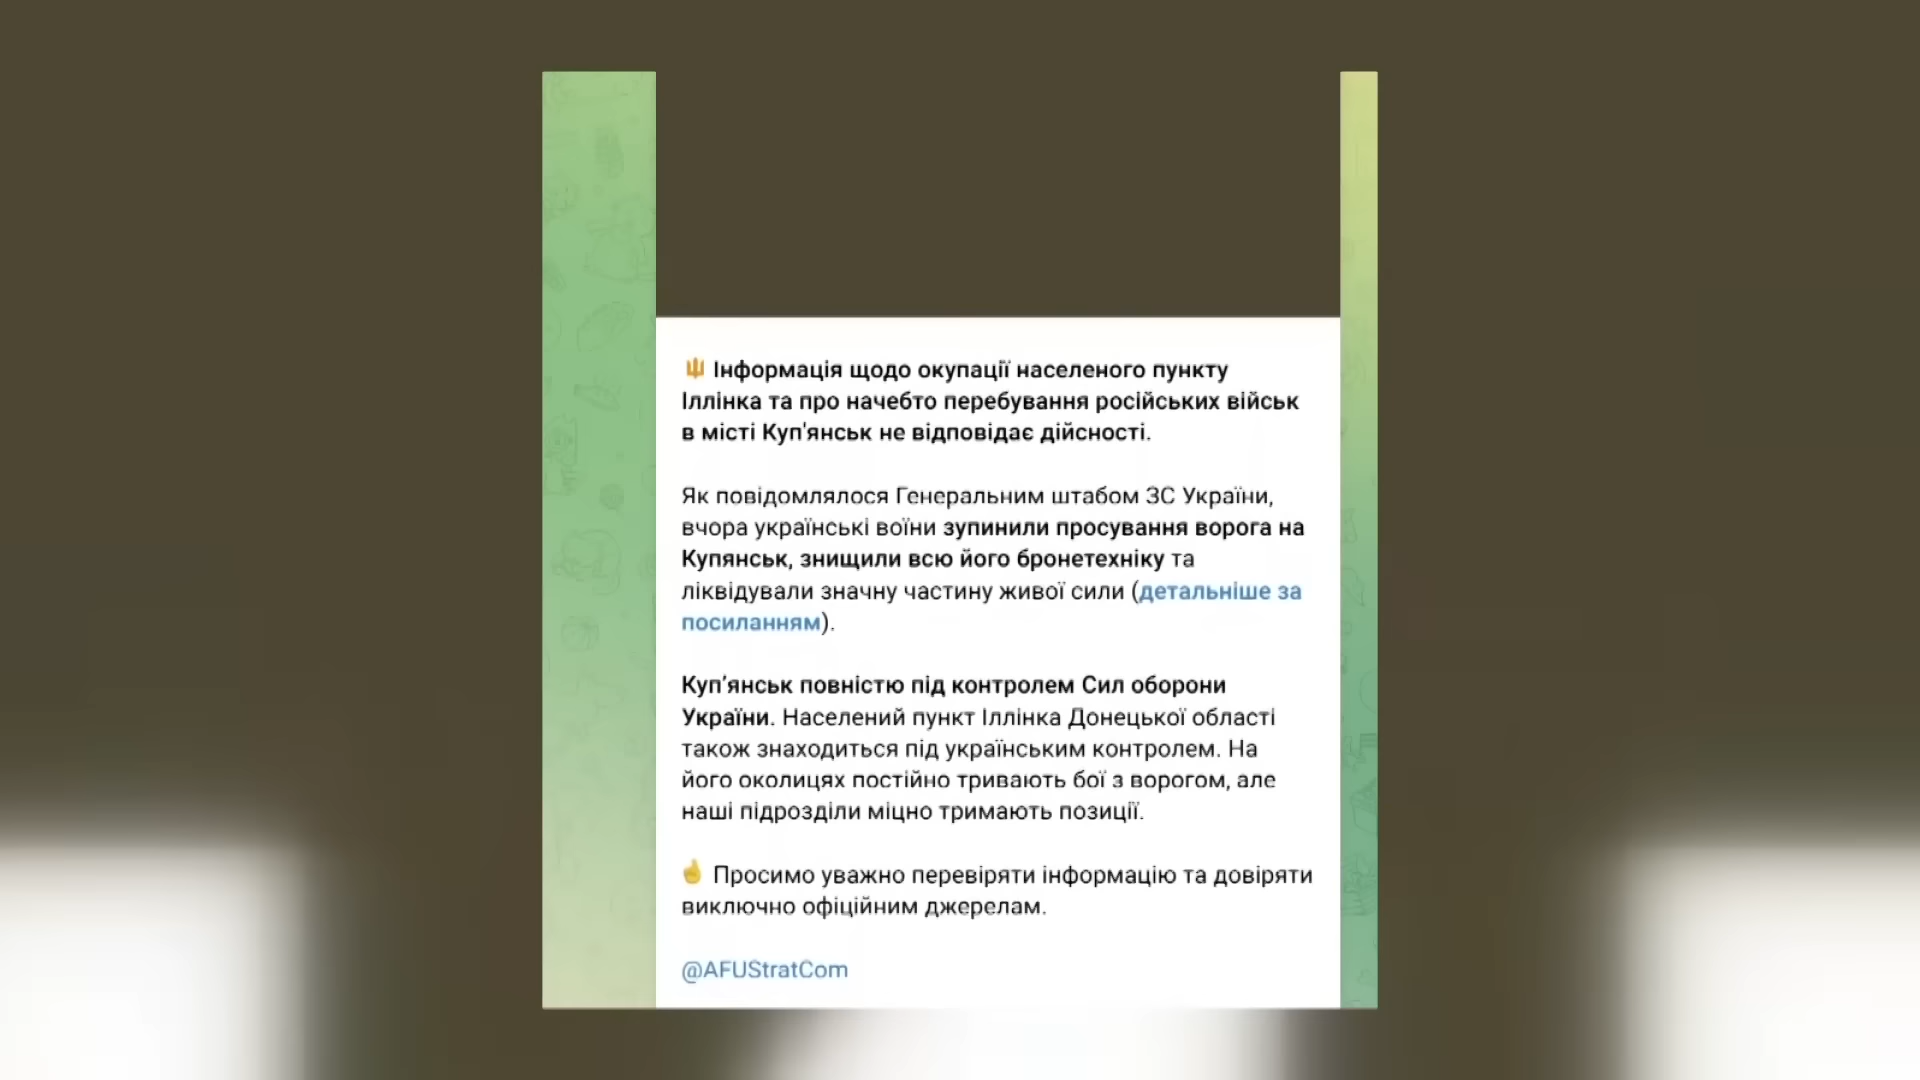 🔱 Інформація щодо окупації населеного пункту
Іллінка та про начебто перебування російських військ
в місті Куп'янськ не відповідає дійсності.
Як повідомлялося Генеральним штабом ЗС України,
вчора українські воїни зупинили просування ворога на
Купянськ, знищили всю його бронетехніку та
ліквідували значну частину живої сили (детальніше за
посиланням).
Куп’янськ повністю під контролем Сил оборони
України. Населений пункт Іллінка Донецької області
також знаходиться під українським контролем. На
його околицях постійно тривають бої з ворогом, але
наші підрозділи міцно тримають позиції.
☝️ Просимо уважно перевіряти інформацію та довіряти
виключно офіційним джерелам.
@AFUStratCom